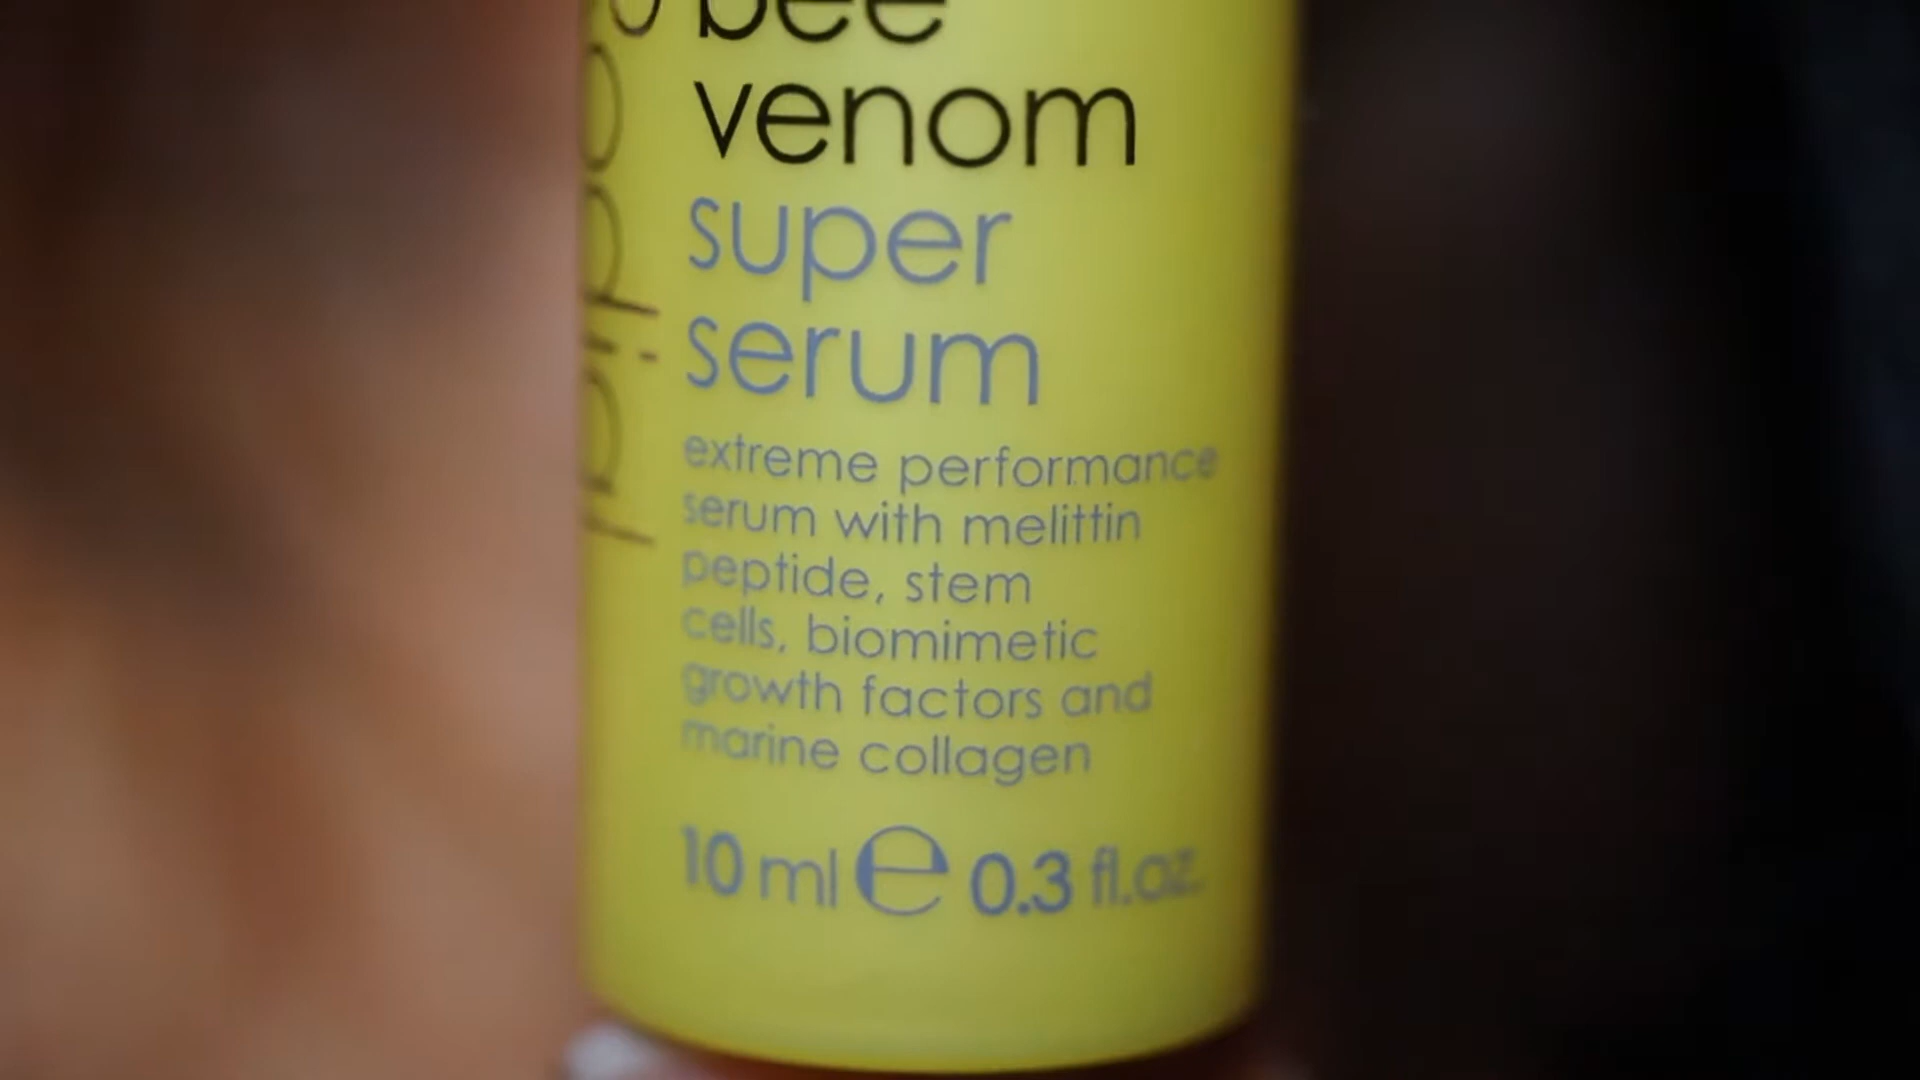 bee
venom
super
serum
extreme performance
serum with melittin
peptide, stem
cells, biomimetic
growth factors and
marine collagen
10 ml e 0.3 fl.oz.